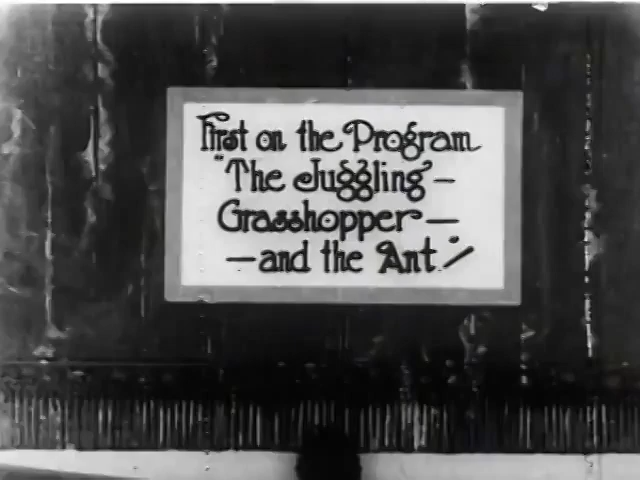 First on the Program
"The Juggling —
Grasshopper —
— and the Ant."